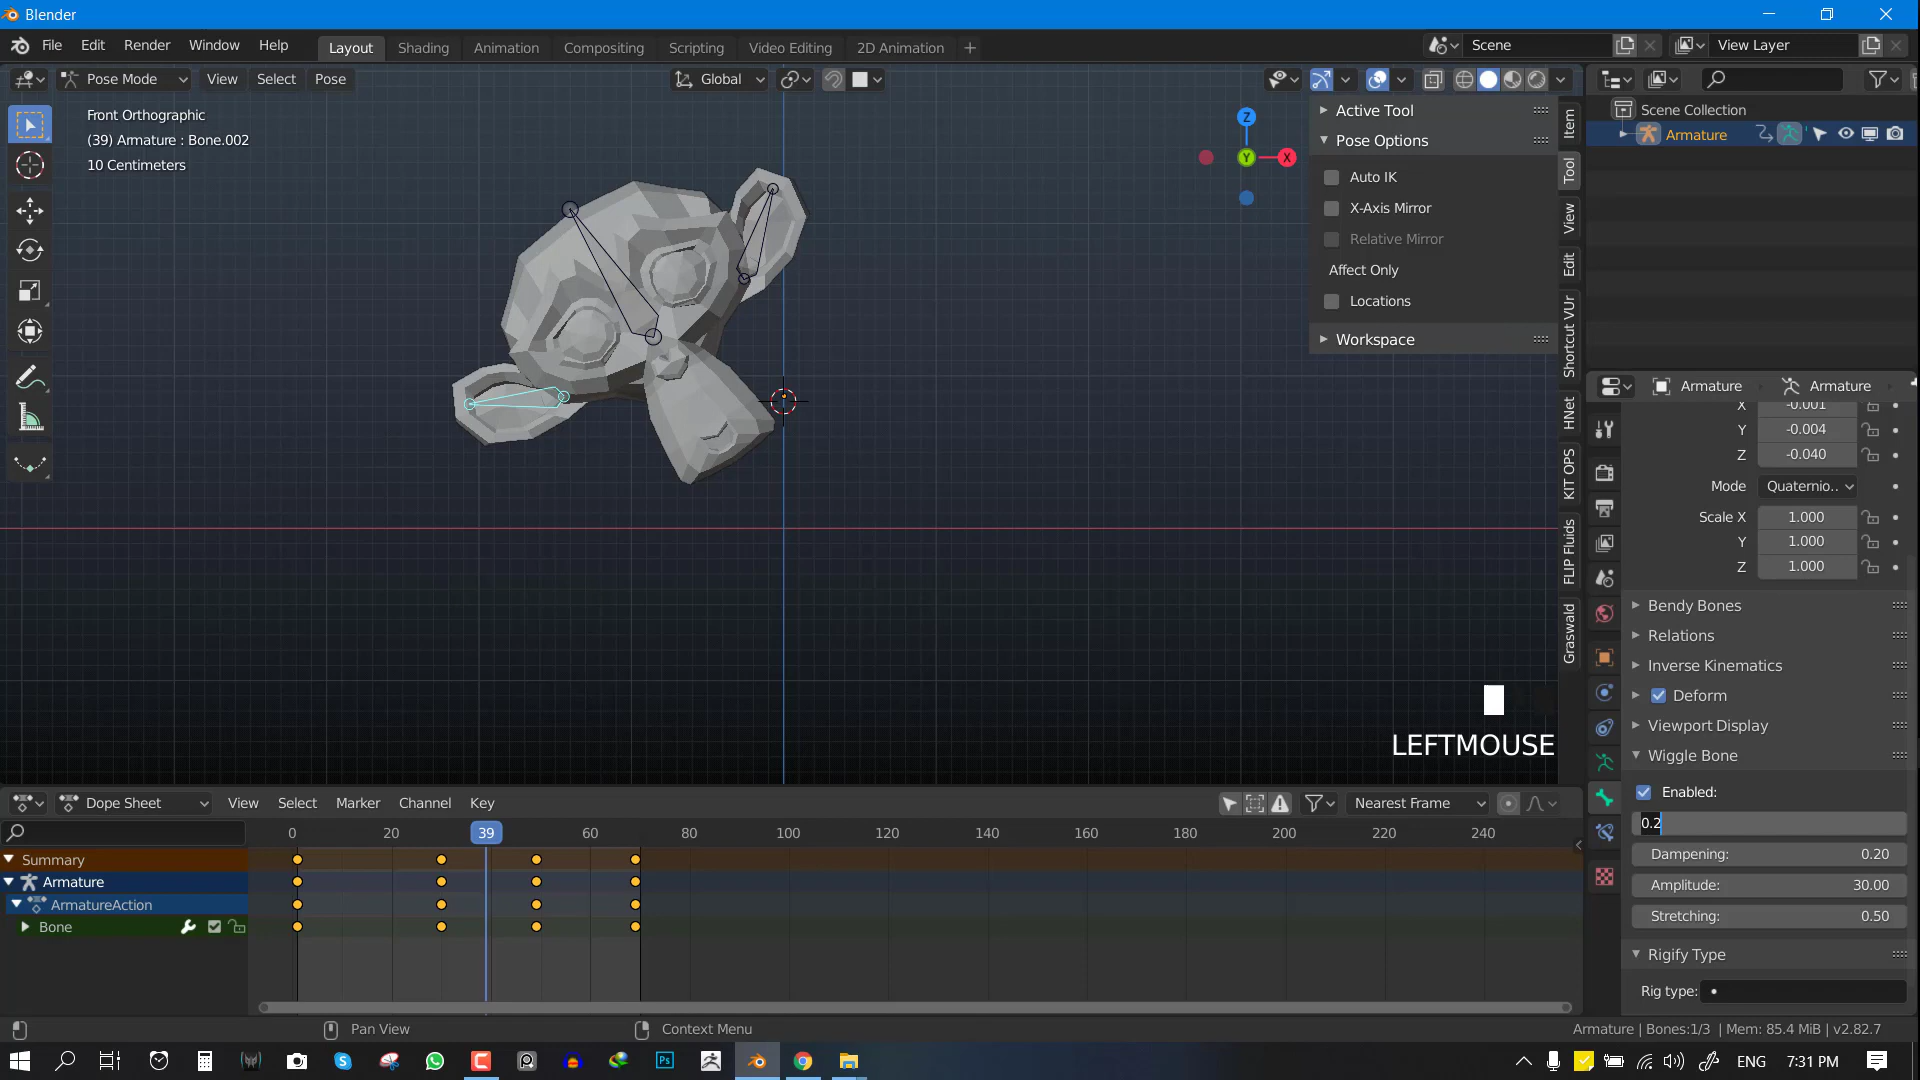 Blender
File Edit Render Window Help
Layout Shading Animation Compositing Scripting Video Editing 2D Animation +
Scene
View Layer
Pose Mode View Select Pose
Global
Front Orthographic
(39) Armature : Bone.002
10 Centimeters
Z
Y
X
Active Tool
Pose Options
Auto IK
X-Axis Mirror
Relative Mirror
Affect Only
Locations
Workspace
Item
Tool
View
Edit
Shortcut VUr
HNet
KIT OPS
FLIP Fluids
Graswald
LEFTMOUSE
Scene Collection
Armature
Armature Armature
X -0.001
Y -0.004
Z -0.040
Mode Quaternio..
Scale X 1.000
Y 1.000
Z 1.000
Bendy Bones
Relations
Inverse Kinematics
Deform
Viewport Display
Wiggle Bone
Enabled:
0.2
Dampening: 0.20
Amplitude: 30.00
Stretching: 0.50
Rigify Type
Rig type:
Dope Sheet View Select Marker Channel Key
Nearest Frame
0 20 39 60 80 100 120 140 160 180 200 220 240
Summary
Armature
ArmatureAction
Bone
Pan View
Context Menu
Armature | Bones:1/3 | Mem: 85.4 MiB | v2.82.7
Ps
ENG
7:31 PM